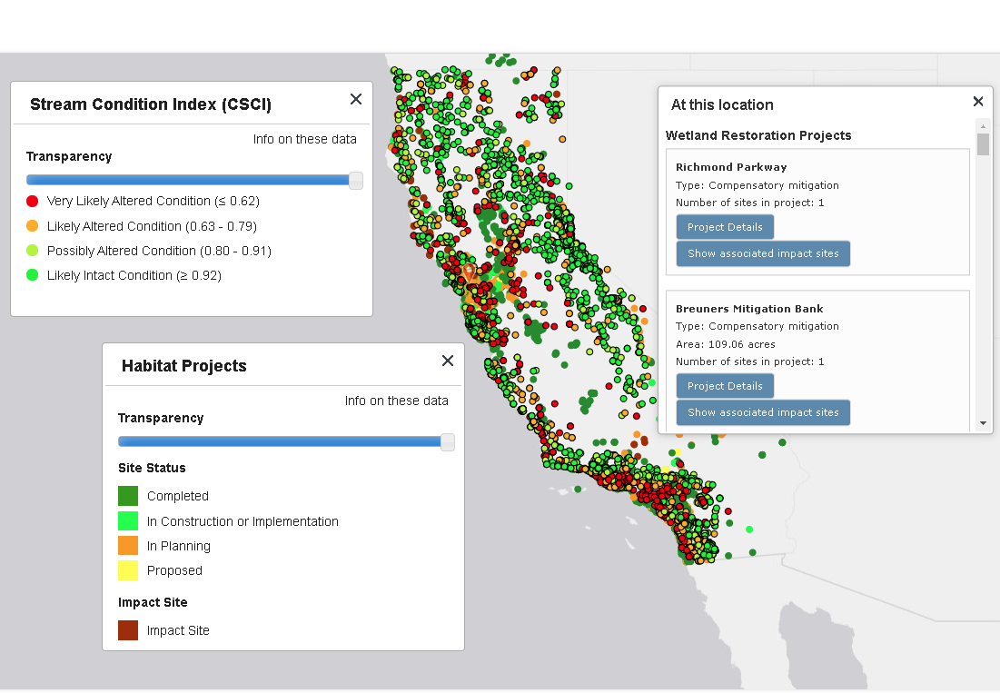 Stream Condition Index (CSCI)
Info on these data
Transparency
Very Likely Altered Condition (≤ 0.62)
Likely Altered Condition (0.63 - 0.79)
Possibly Altered Condition (0.80 - 0.91)
Likely Intact Condition (≥ 0.92)
Habitat Projects
Info on these data
Transparency
Site Status
Completed
In Construction or Implementation
In Planning
Proposed
Impact Site
Impact Site
At this location
Wetland Restoration Projects
Richmond Parkway
Type: Compensatory mitigation
Number of sites in project: 1
Project Details
Show associated impact sites
Breuners Mitigation Bank
Type: Compensatory mitigation
Area: 109.06 acres
Number of sites in project: 1
Project Details
Show associated impact sites